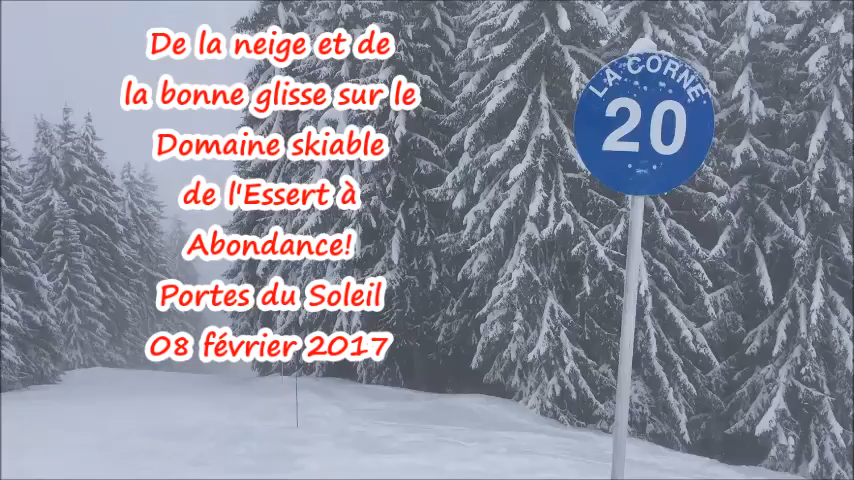 De la neige et de
la bonne glisse sur le
Domaine skiable
de l'Essert à
Abondance!
Portes du Soleil
08 février 2017
LA CORNE
20